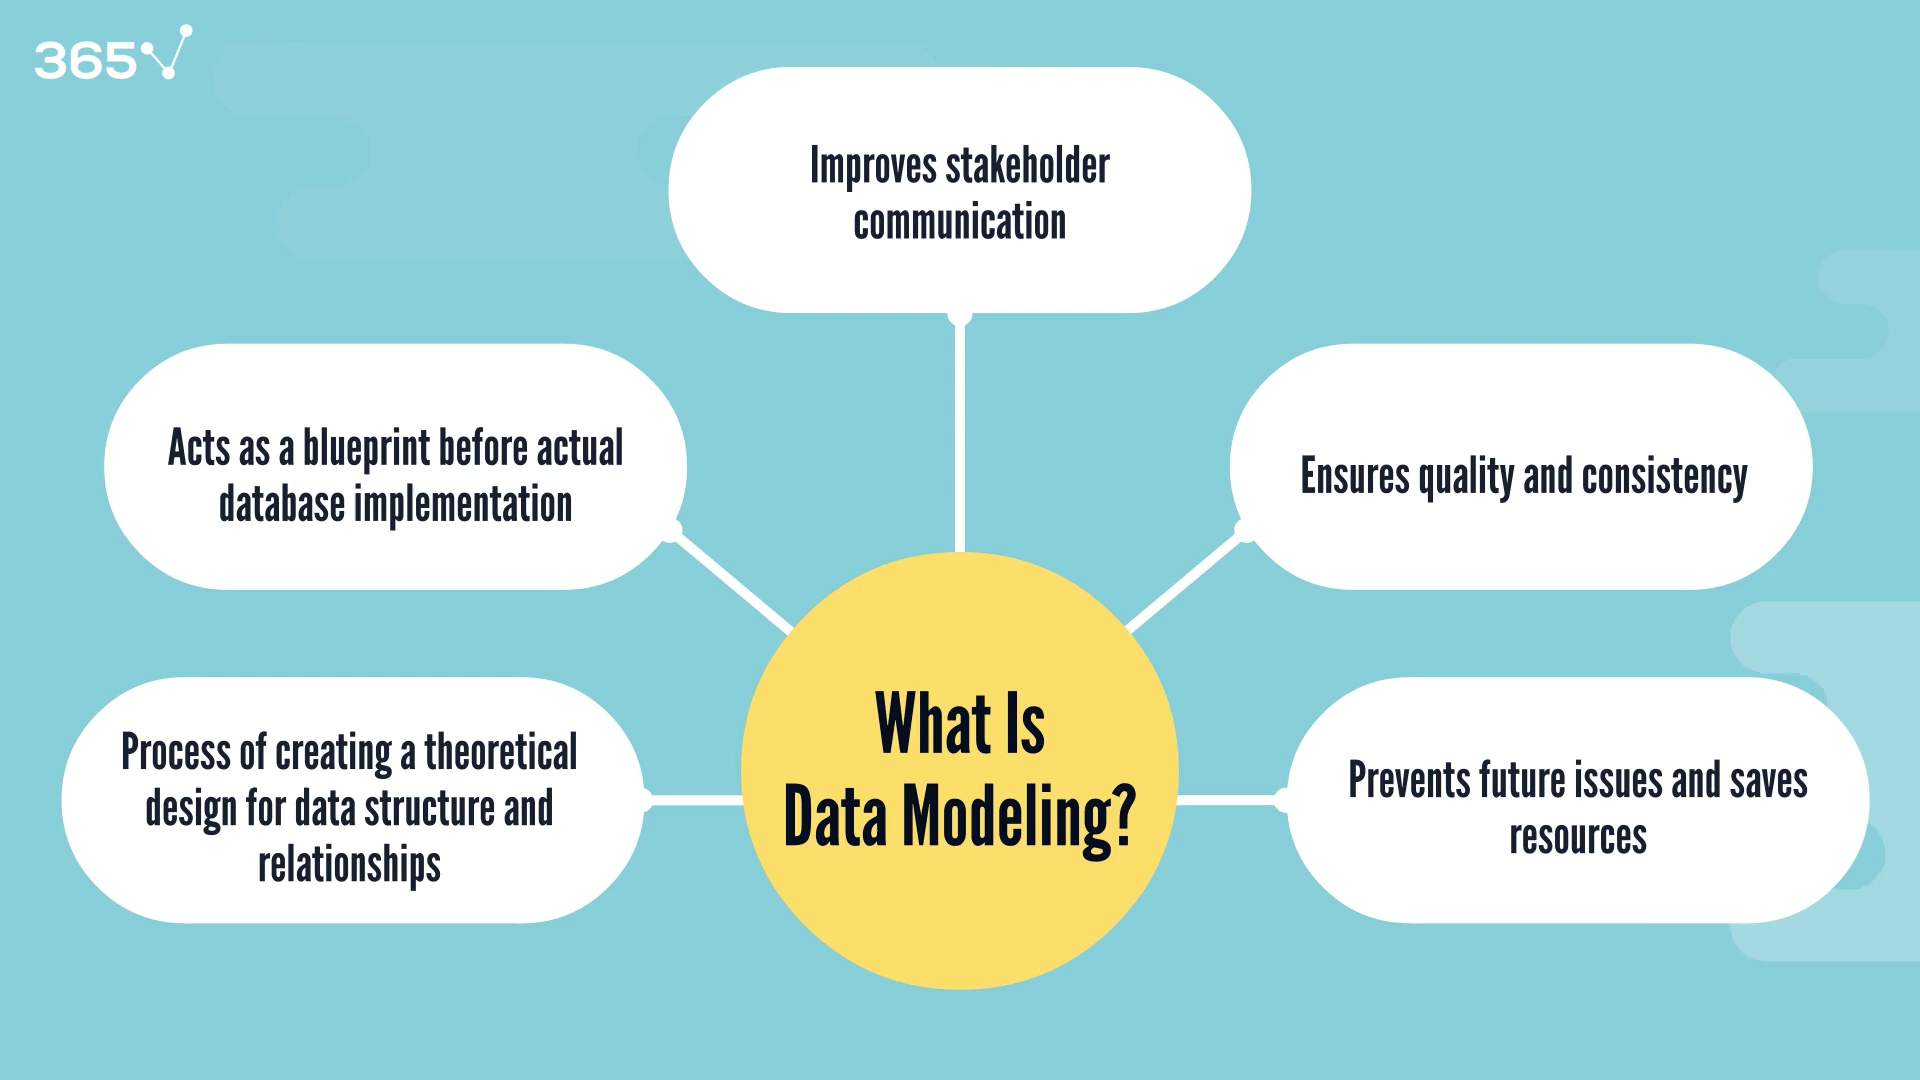 365
Improves stakeholder
communication
Acts as a blueprint before actual
database implementation
Ensures quality and consistency
Process of creating a theoretical
design for data structure and
relationships
What Is
Data Modeling?
Prevents future issues and saves
resources